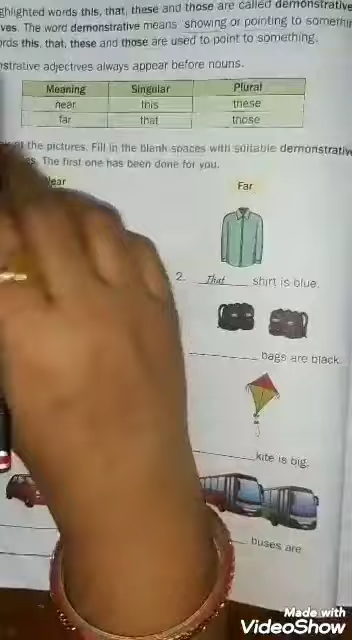 ghlighted words this, that, these and those are called demonstrative
ves. The word demonstrative means showing or pointing to somethin
ords this, that, these and those are used to point to something.
nstrative adjectives always appear before nouns.
Meaning Singular Plural
near this these
far that those
at the pictures. Fill in the blank spaces with suitable demonstrative
es. The first one has been done for you.
Near Far
2. That shirt is blue.
bags are black.
kite is big.
buses are
Made with
VideoShow